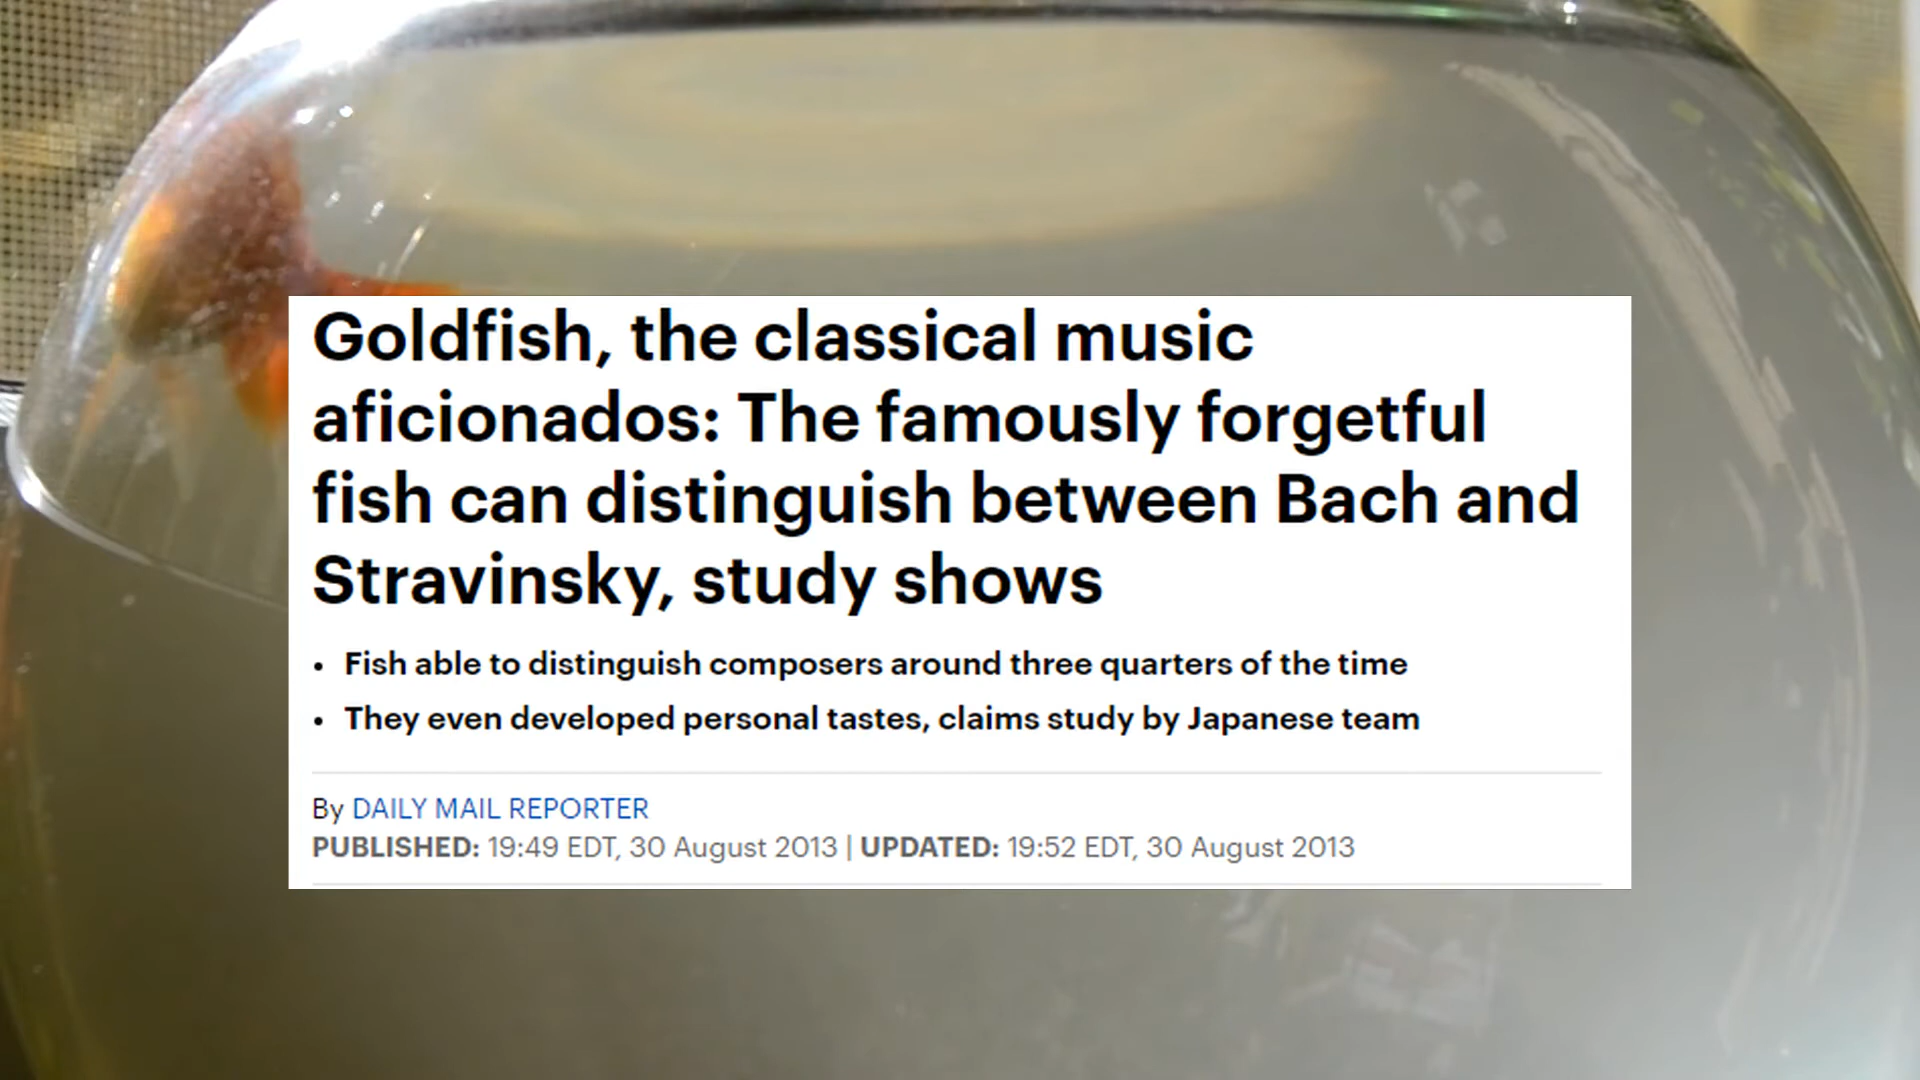 Goldfish, the classical music
aficionados: The famously forgetful
fish can distinguish between Bach and
Stravinsky, study shows
• Fish able to distinguish composers around three quarters of the time
• They even developed personal tastes, claims study by Japanese team
By DAILY MAIL REPORTER
PUBLISHED: 19:49 EDT, 30 August 2013 | UPDATED: 19:52 EDT, 30 August 2013